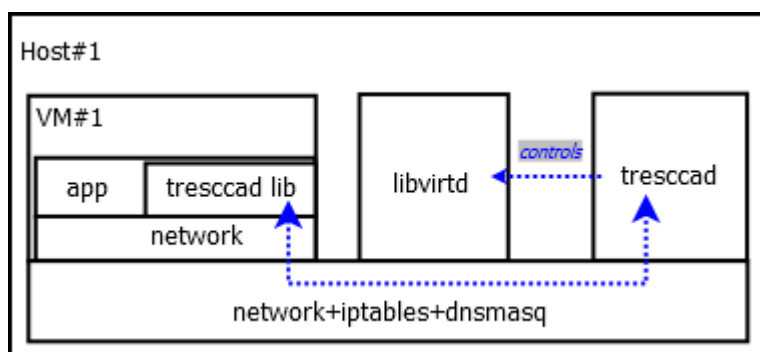 Host#1
VM#1
app
tresccad lib
network
libvirtd
controls
tresccad
network+iptables+dnsmasq